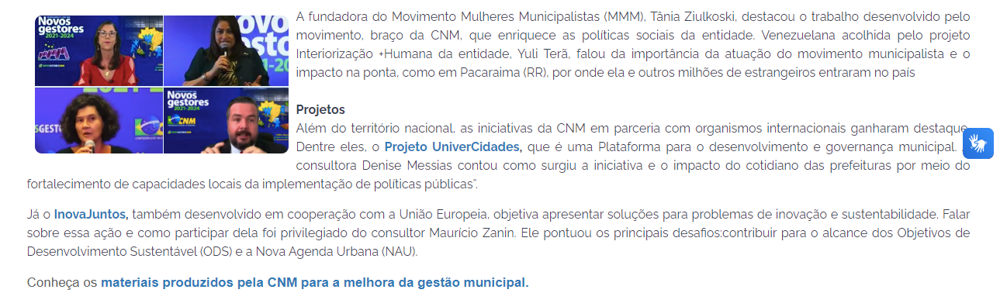 Novos
gestores
2021-2024
OVOS
21-2024
SGESTO
Novos
gestores
2021-2024
CNM
A fundadora do Movimento Mulheres Municipalistas (MMM), Tânia Ziulkoski, destacou o trabalho desenvolvido pelo
movimento, braço da CNM, que enriquece as políticas sociais da entidade. Venezuelana acolhida pelo projeto
Interiorização +Humana da entidade, Yuli Terã, falou da importância da atuação do movimento municipalista e o
impacto na ponta, como em Pacaraima (RR), por onde ela e outros milhões de estrangeiros entraram no país
Projetos
Além do território nacional, as iniciativas da CNM em parceria com organismos internacionais ganharam destaque.
Dentre eles, o Projeto UniverCidades, que é uma Plataforma para o desenvolvimento e governança municipal.
consultora Denise Messias contou como surgiu a iniciativa e o impacto do cotidiano das prefeituras por meio do
fortalecimento de capacidades locais da implementação de políticas públicas”.
Já o InovaJuntos, também desenvolvido em cooperação com a União Europeia, objetiva apresentar soluções para problemas de inovação e sustentabilidade. Falar
sobre essa ação e como participar dela foi privilegiado do consultor Maurício Zanin. Ele pontuou os principais desafios:contribuir para o alcance dos Objetivos de
Desenvolvimento Sustentável (ODS) e a Nova Agenda Urbana (NAU).
Conheça os materiais produzidos pela CNM para a melhora da gestão municipal.